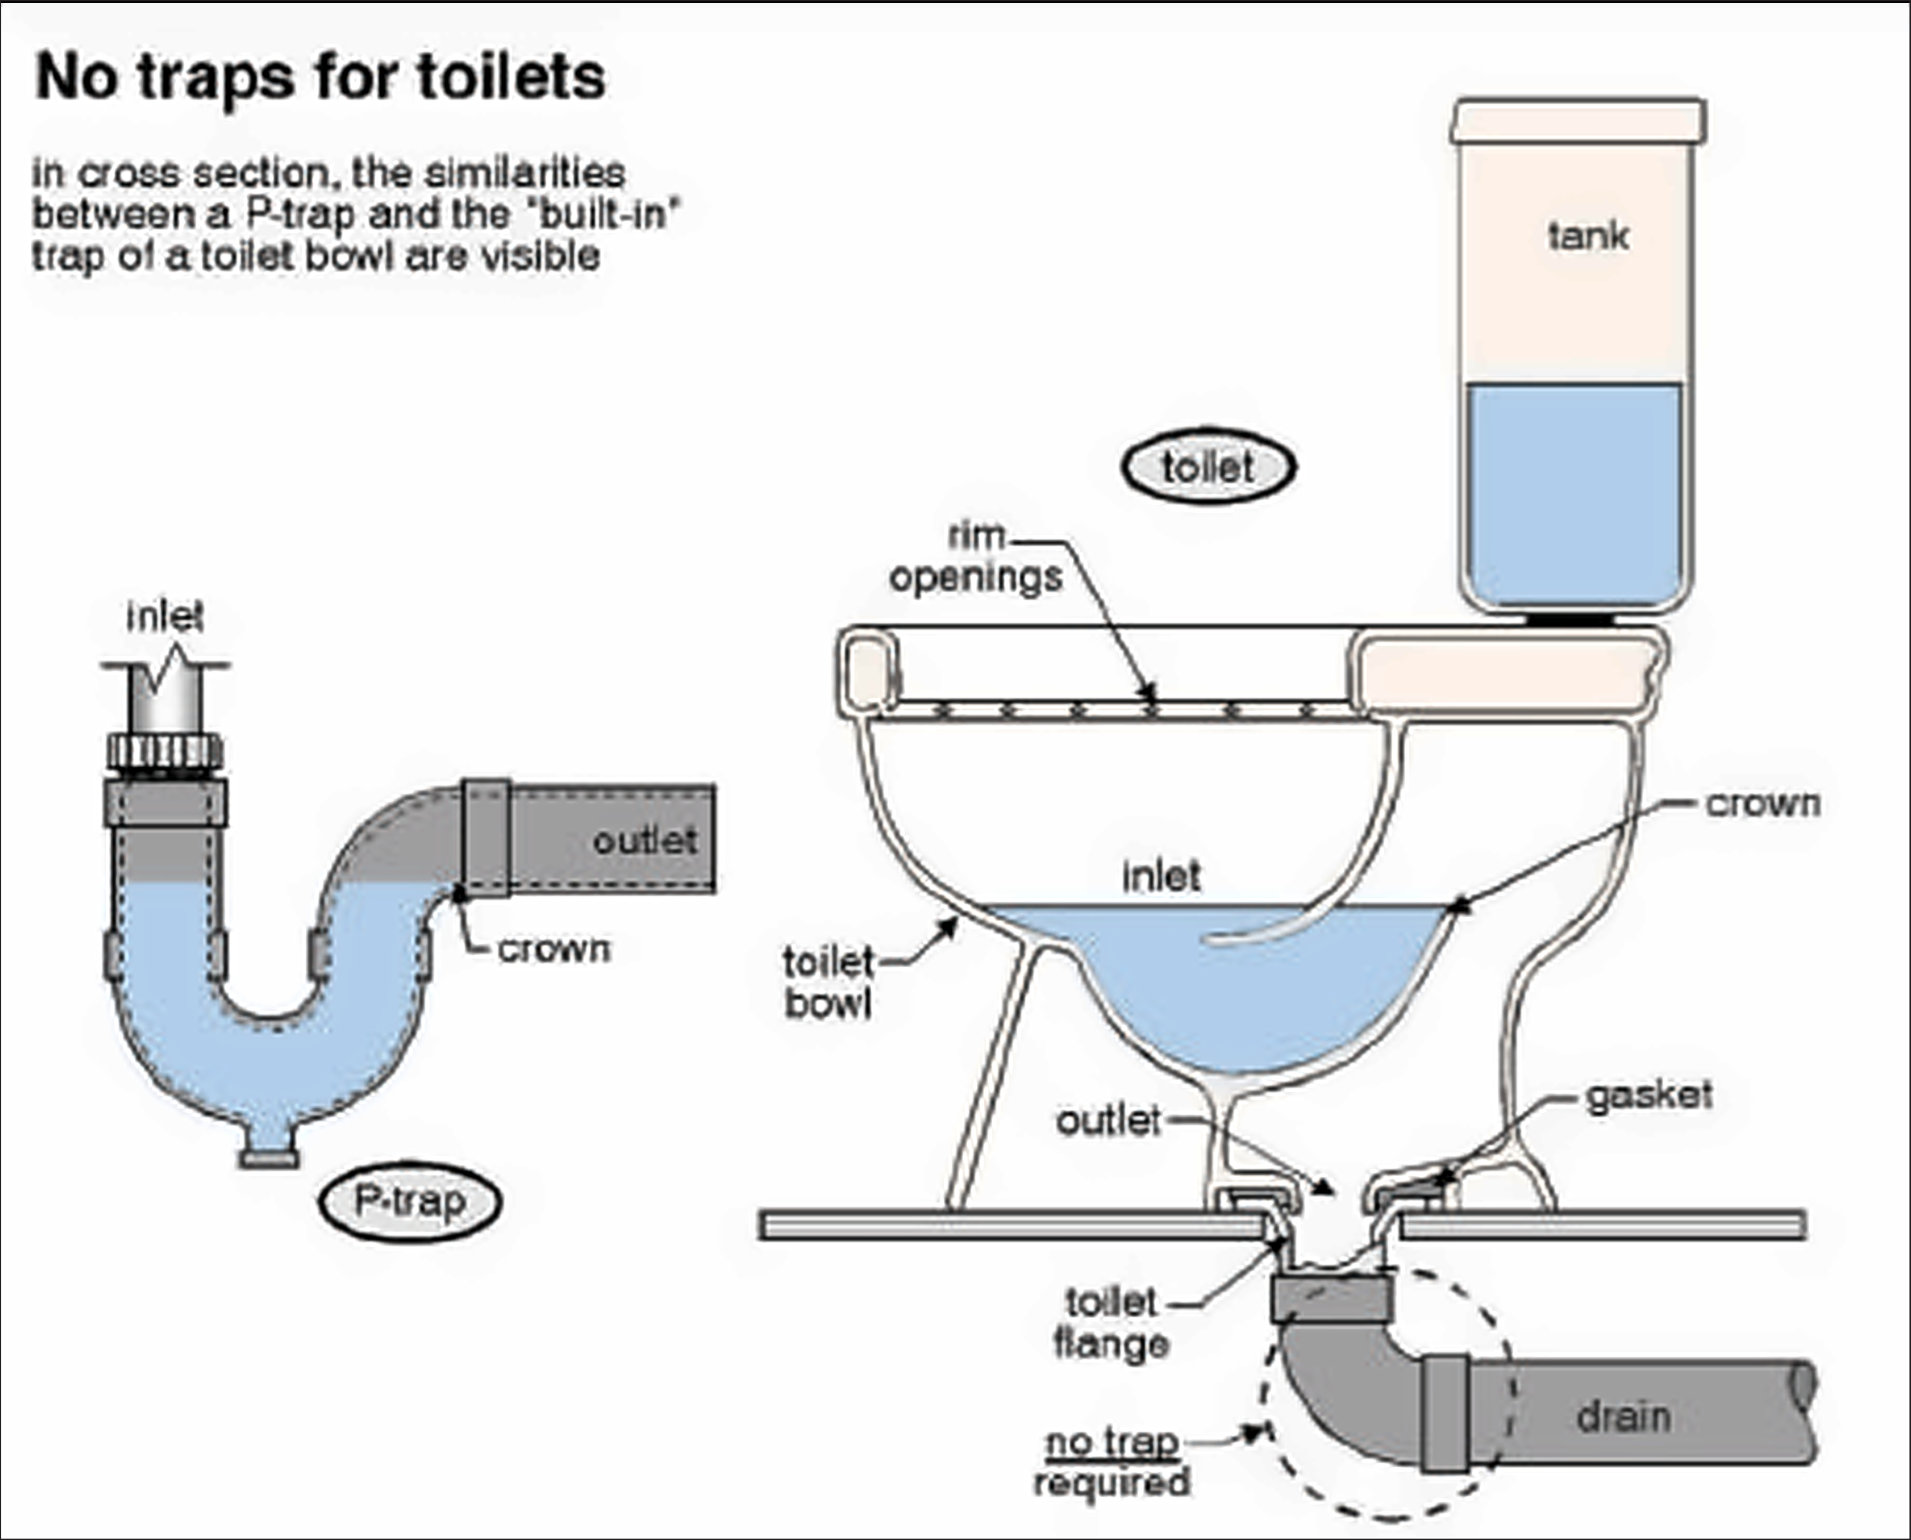 No traps for toilets
in cross section, the similarities
between a P-trap and the "built-in"
trap of a toilet bowl are visible
tank
toilet
rim
openings
inlet
outlet
crown
P-trap
crown
inlet
toilet
bowl
outlet
gasket
toilet
flange
no trap
required
drain